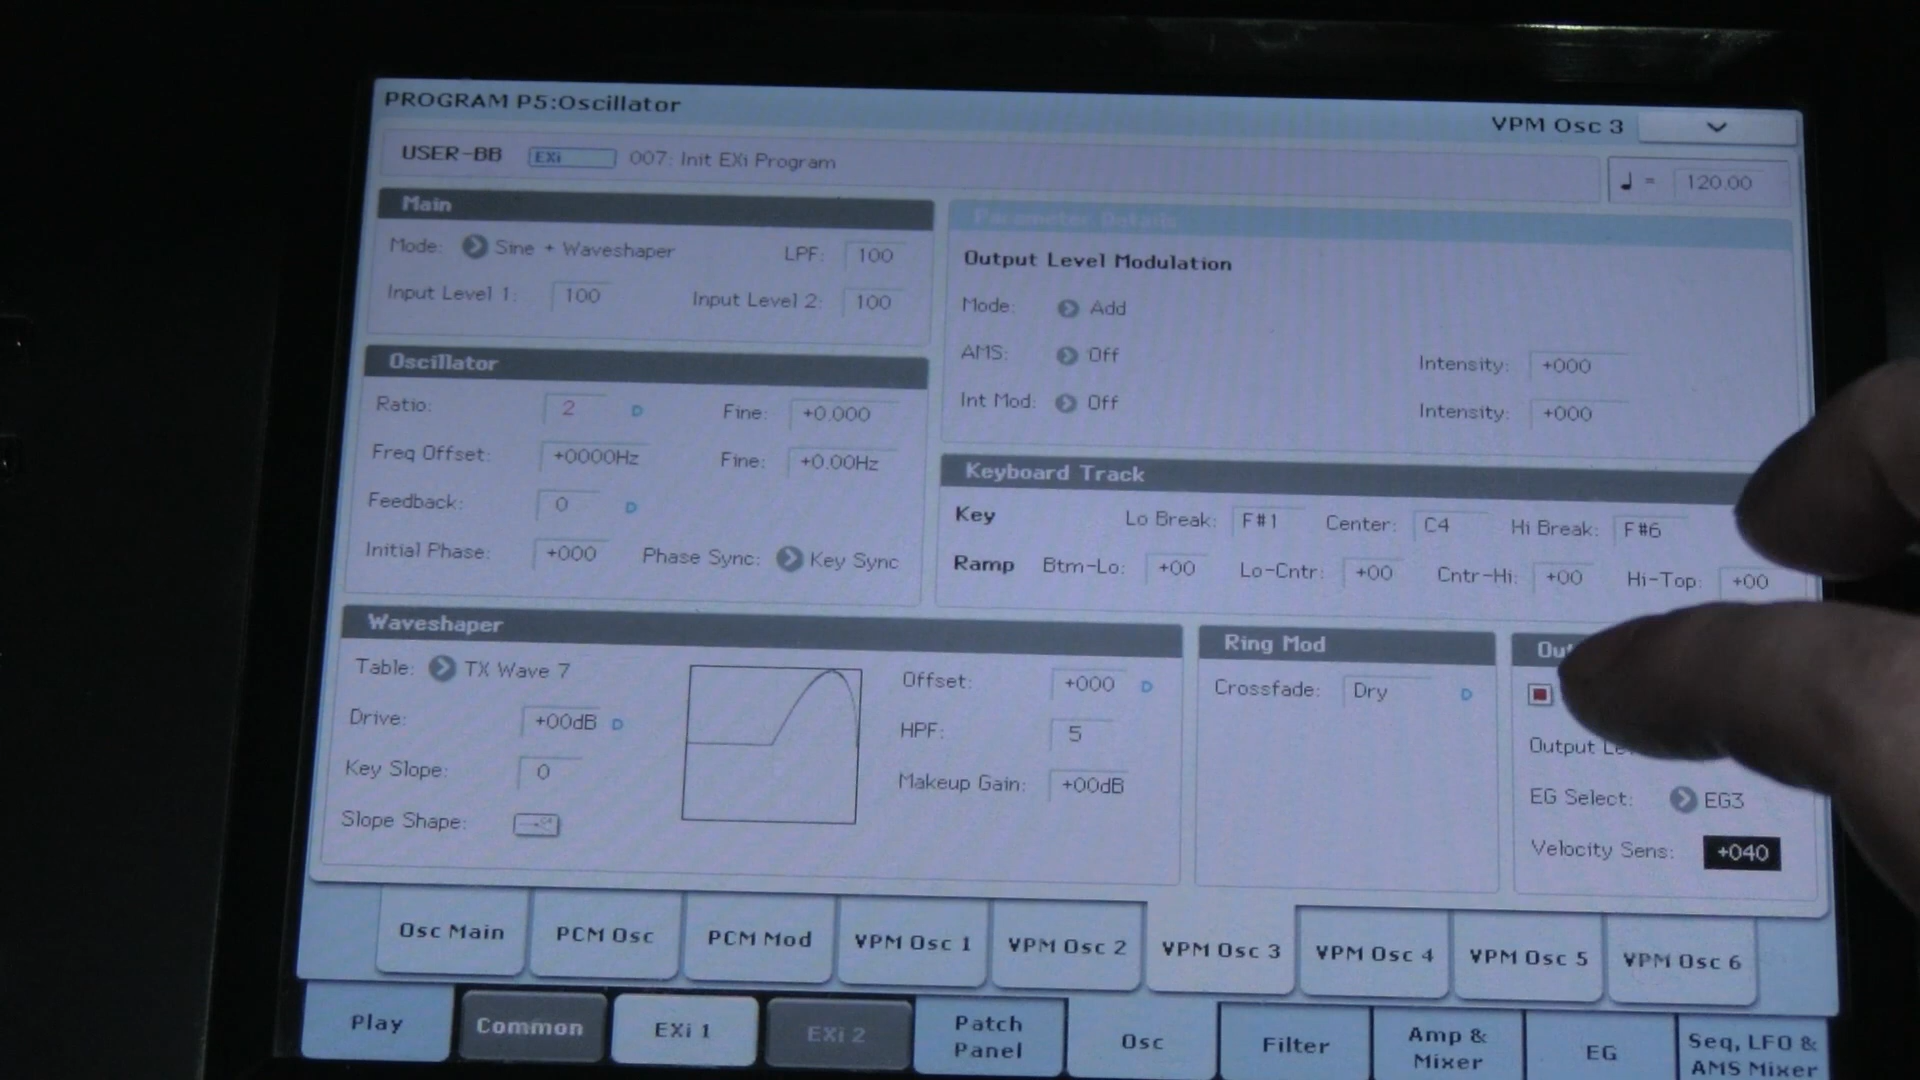 PROGRAM P5:Oscillator
VPM Osc 3
USER-BB EXi 007: Init EXi Program
♩ = 120.00
Main
Mode: Sine + Waveshaper LPF: 100
Input Level 1: 100 Input Level 2: 100
Parameter Details
Output Level Modulation
Mode: Add
AMS: Off Intensity: +000
Int Mod: Off Intensity: +000
Oscillator
Ratio: 2 D Fine: +0.000
Freq Offset: +0000Hz Fine: +0.00Hz
Feedback: 0 D
Initial Phase: +000 Phase Sync: Key Sync
Keyboard Track
Key Lo Break: F#1 Center: C4 Hi Break: F#6
Ramp Btm-Lo: +00 Lo-Cntr: +00 Cntr-Hi: +00 Hi-Top: +00
Waveshaper
Table: TX Wave 7
Drive: +00dB D
Key Slope: 0
Slope Shape:
Offset: +000 D
HPF: 5
Makeup Gain: +00dB
Ring Mod
Crossfade: Dry D
Output
EG Select: EG3
Velocity Sens: +040
Osc Main PCM Osc PCM Mod VPM Osc 1 VPM Osc 2 VPM Osc 3 VPM Osc 4 VPM Osc 5 VPM Osc 6
Play Common EXi 1 EXi 2 Patch Panel Osc Filter Amp & Mixer EG Seq, LFO & AMS Mixer